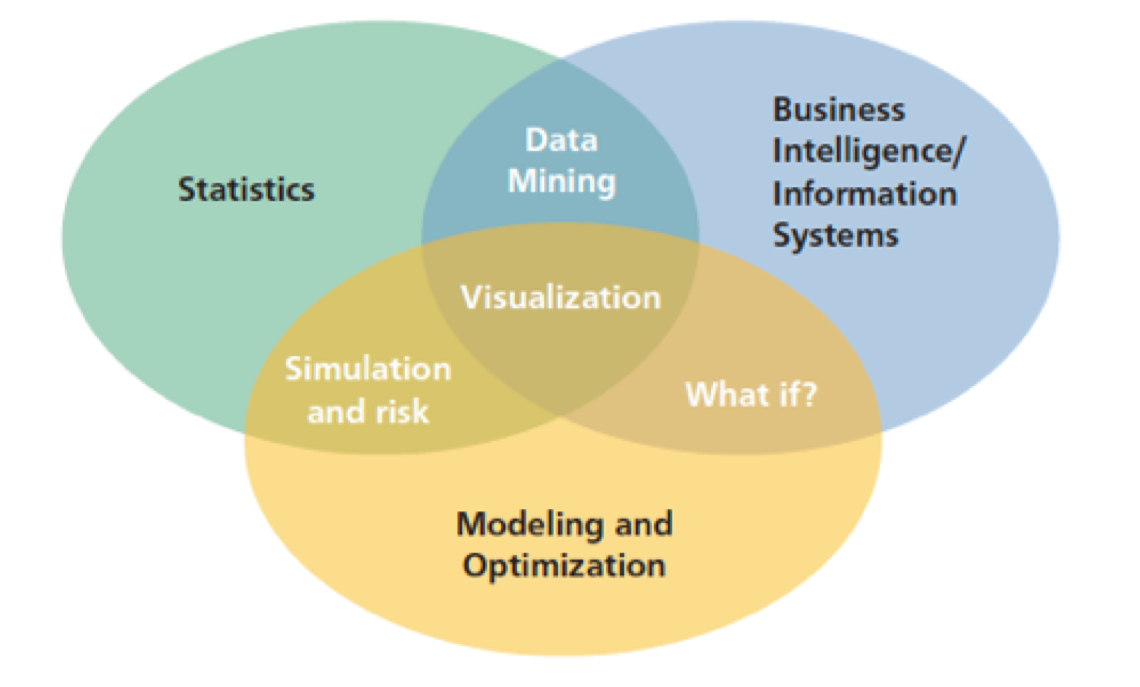 Statistics
Data
Mining
Business
Intelligence/
Information
Systems
Visualization
Simulation
and risk
What if?
Modeling and
Optimization